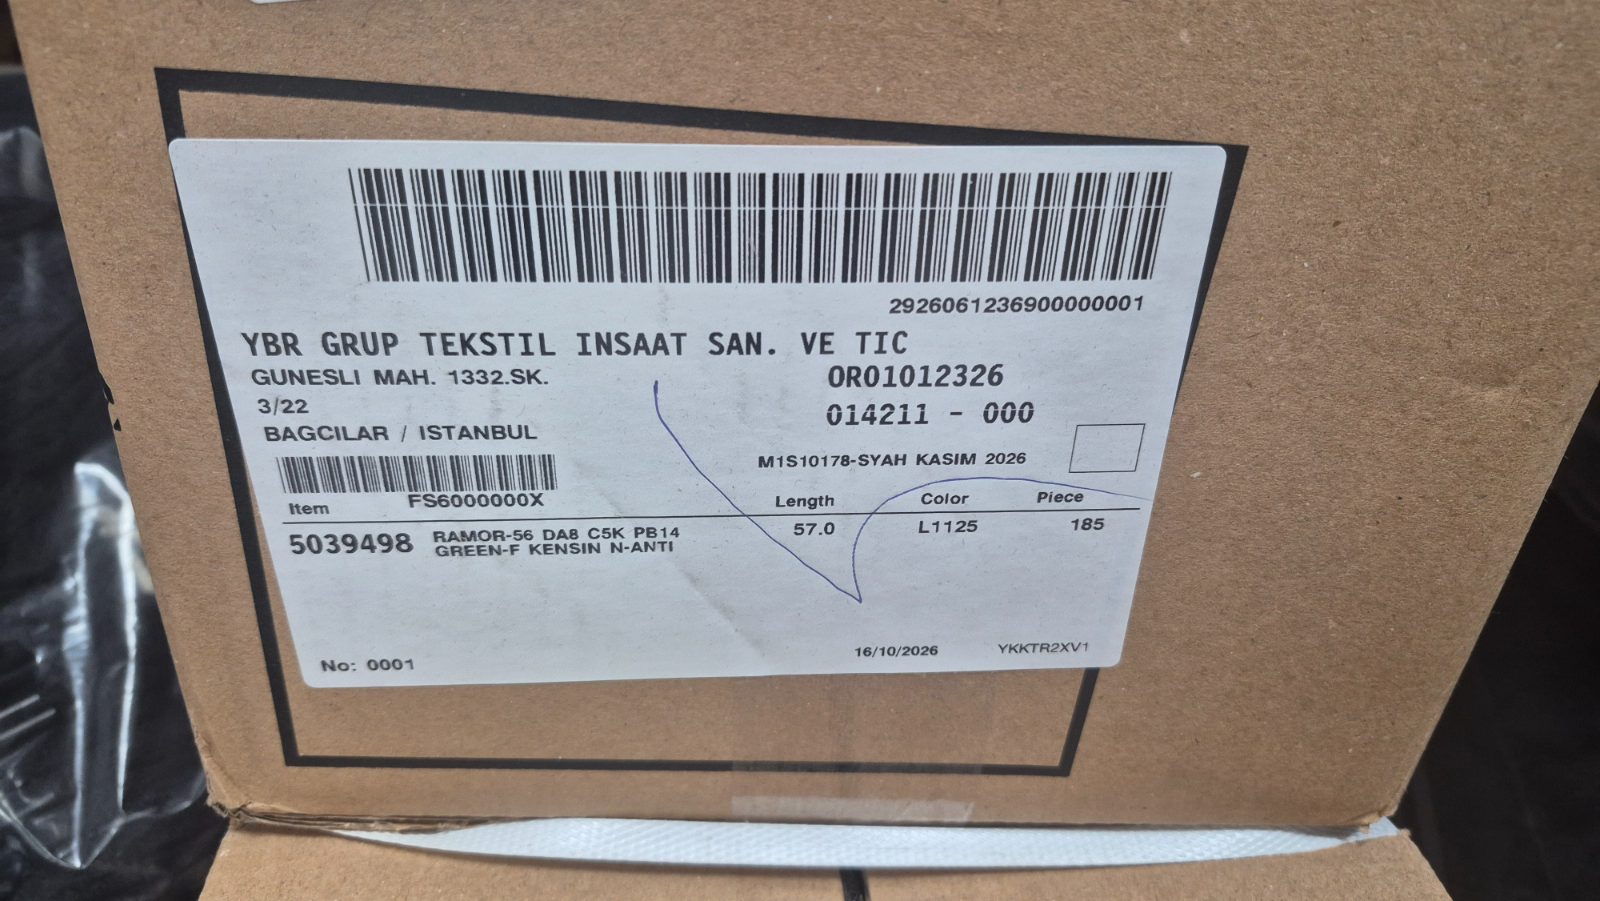 2926061236900000001
YBR GRUP TEKSTIL INSAAT SAN. VE TIC
GUNESLI MAH. 1332.SK.
0R01012326
3/22
014211 - 000
BAGCILAR / ISTANBUL
M1S10178-SYAH KASIM 2026
FS6000000X
Item Length Color Piece
5039498 RAMOR-56 DA8 C5K PB14 57.0 L1125 185
GREEN-F KENSIN N-ANTI
No: 0001 16/10/2026 YKKTR2XV1